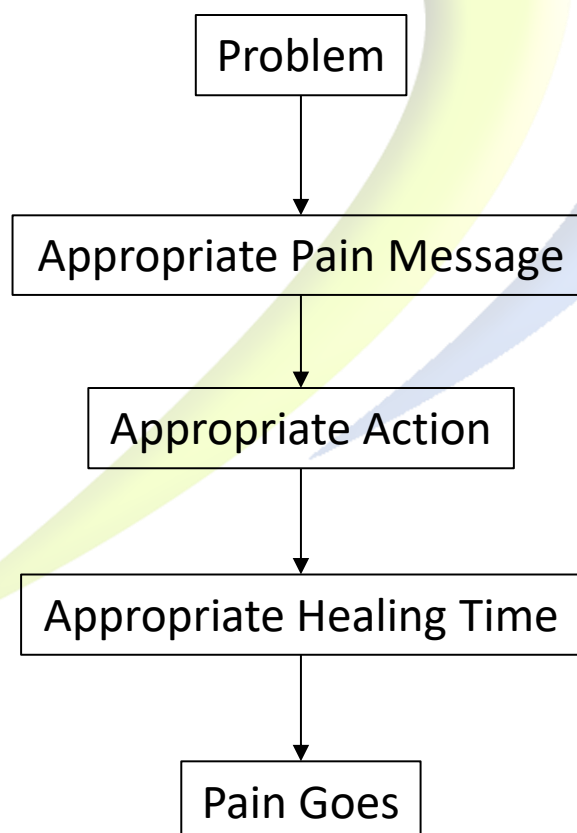 Problem
Appropriate Pain Message
Appropriate Action
Appropriate Healing Time
Pain Goes